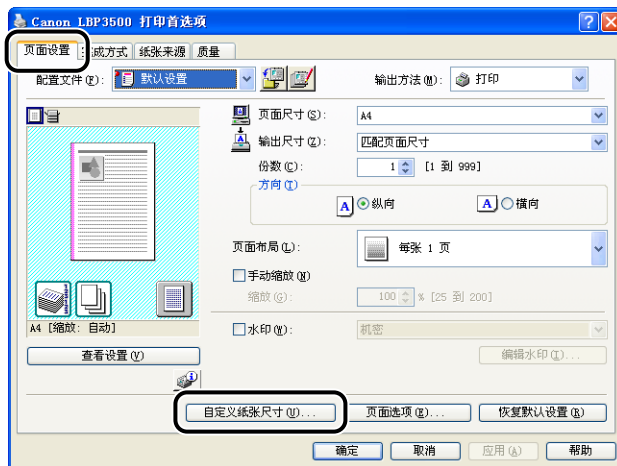 Canon LBP3500 打印首选项
页面设置 成方式 纸张来源 质量
配置文件(F): 默认设置 输出方法(M): 打印
页面尺寸(S): A4
输出尺寸(Z): 匹配页面尺寸
份数(C): 1 [1 到 999]
方向(T)
A 纵向 A 横向
页面布局(L): 每张 1 页
手动缩放(N)
缩放(G): 100 % [25 到 200]
A4 [缩放: 自动]
水印(W): 机密
查看设置(V) 编辑水印(I)...
自定义纸张尺寸(U)... 页面选项(E)... 恢复默认设置(R)
确定 取消 应用(A) 帮助